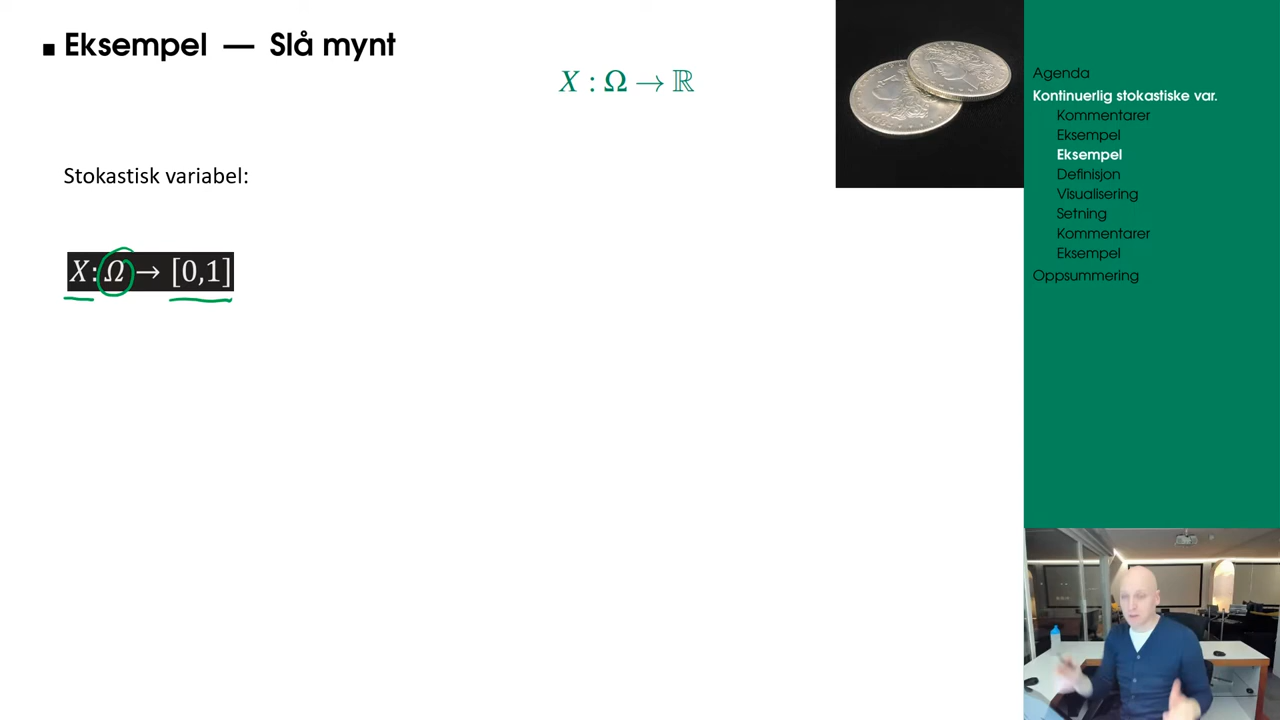 Eksempel — Slå mynt
X : Ω → ℝ
Stokastisk variabel:
X: Ω → [0,1]
Agenda
Kontinuerlig stokastiske var.
Kommentarer
Eksempel
Eksempel
Definisjon
Visualisering
Setning
Kommentarer
Eksempel
Oppsummering